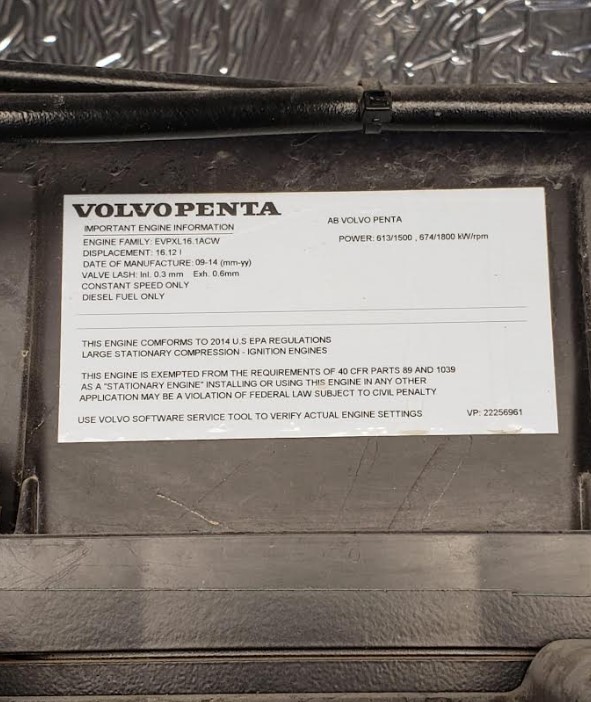 VOLVO PENTA
IMPORTANT ENGINE INFORMATION
AB VOLVO PENTA
ENGINE FAMILY: EVPXL16.1ACW
POWER: 613/1500 , 674/1800 kW/rpm
DISPLACEMENT: 16.12 l
DATE OF MANUFACTURE: 09-14 (mm-yy)
VALVE LASH: Inl. 0.3 mm Exh. 0.6mm
CONSTANT SPEED ONLY
DIESEL FUEL ONLY
THIS ENGINE CONFORMS TO 2014 U.S EPA REGULATIONS
LARGE STATIONARY COMPRESSION - IGNITION ENGINES
THIS ENGINE IS EXEMPTED FROM THE REQUIREMENTS OF 40 CFR PARTS 89 AND 1039
AS A "STATIONARY ENGINE" INSTALLING OR USING THIS ENGINE IN ANY OTHER
APPLICATION MAY BE A VIOLATION OF FEDERAL LAW SUBJECT TO CIVIL PENALTY
USE VOLVO SOFTWARE SERVICE TOOL TO VERIFY ACTUAL ENGINE SETTINGS VP: 22256961